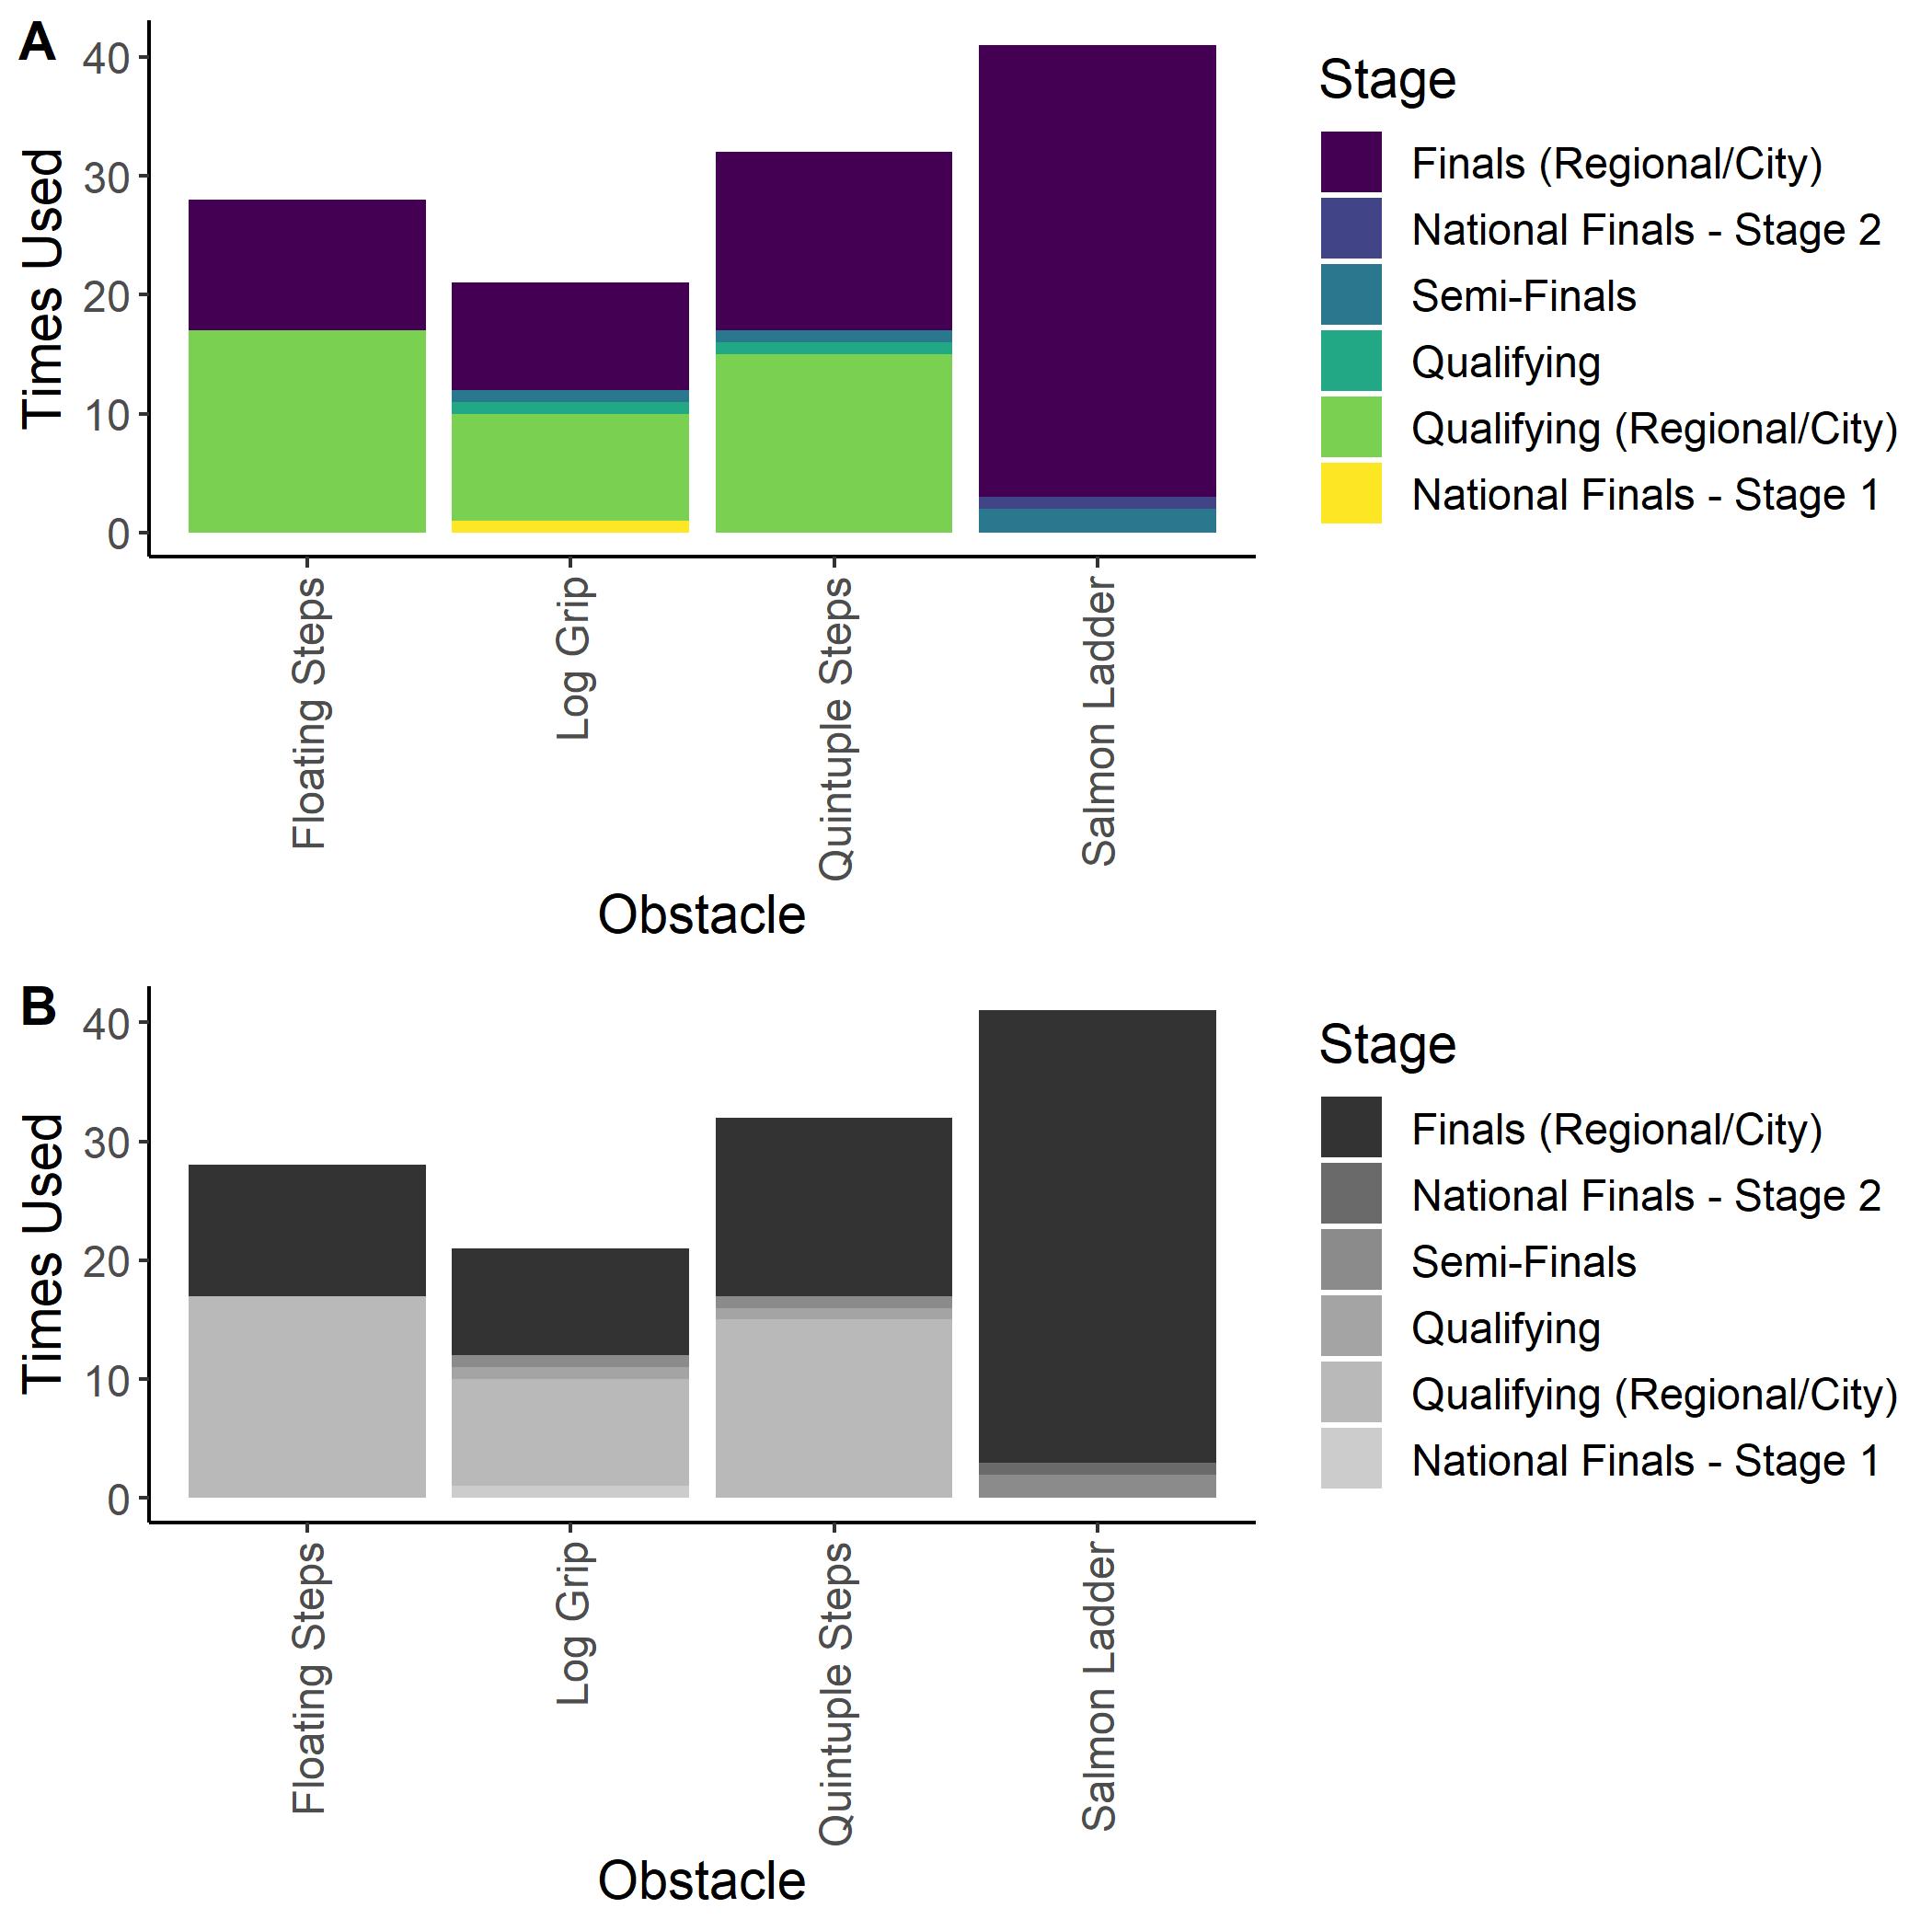 A
40
30
20
10
0
Times Used
Floating Steps
Log Grip
Quintuple Steps
Salmon Ladder
Obstacle
Stage
Finals (Regional/City)
National Finals - Stage 2
Semi-Finals
Qualifying
Qualifying (Regional/City)
National Finals - Stage 1
B
40
30
20
10
0
Times Used
Floating Steps
Log Grip
Quintuple Steps
Salmon Ladder
Obstacle
Stage
Finals (Regional/City)
National Finals - Stage 2
Semi-Finals
Qualifying
Qualifying (Regional/City)
National Finals - Stage 1